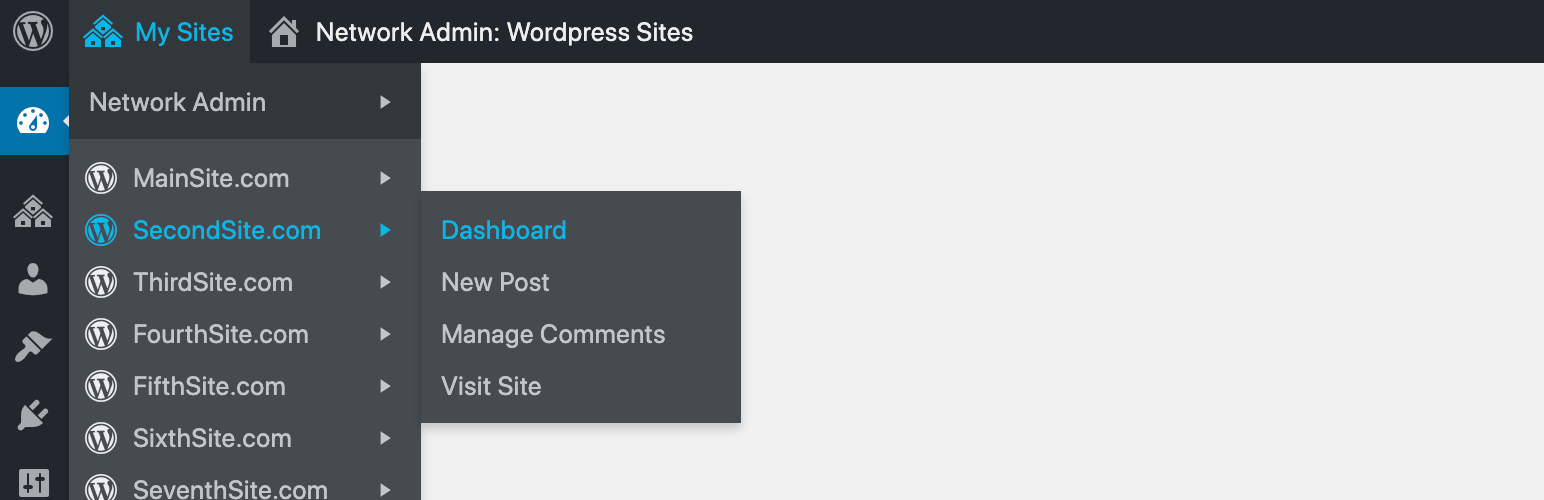 My Sites
Network Admin: Wordpress Sites
Network Admin
MainSite.com
SecondSite.com
Dashboard
ThirdSite.com
New Post
FourthSite.com
Manage Comments
FifthSite.com
Visit Site
SixthSite.com
SeventhSite.com